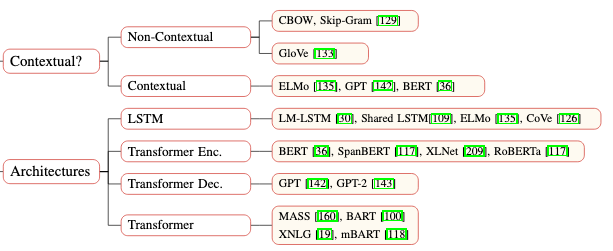 Contextual?
Non-Contextual
CBOW, Skip-Gram [129]
GloVe [133]
Contextual
ELMo [135], GPT [142], BERT [36]
Architectures
LSTM
LM-LSTM [30], Shared LSTM[109], ELMo [135], CoVe [126]
Transformer Enc.
BERT [36], SpanBERT [117], XLNet [209], RoBERTa [117]
Transformer Dec.
GPT [142], GPT-2 [143]
Transformer
MASS [160], BART [100]
XNLG [19], mBART [118]